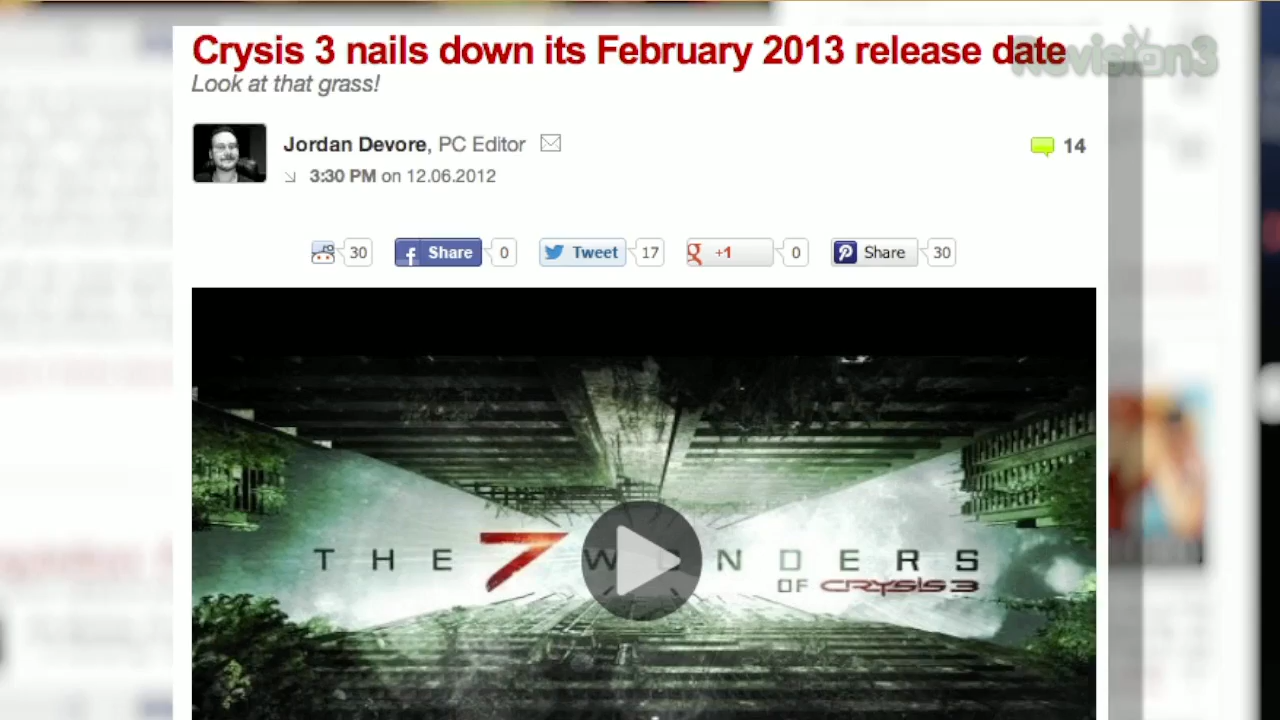 Crysis 3 nails down its February 2013 release date
Revision3
Look at that grass!
Jordan Devore, PC Editor
14
3:30 PM on 12.06.2012
30
f Share 0
Tweet 17
g +1 0
Share 30
THE 7 WONDERS
OF CRYSIS 3